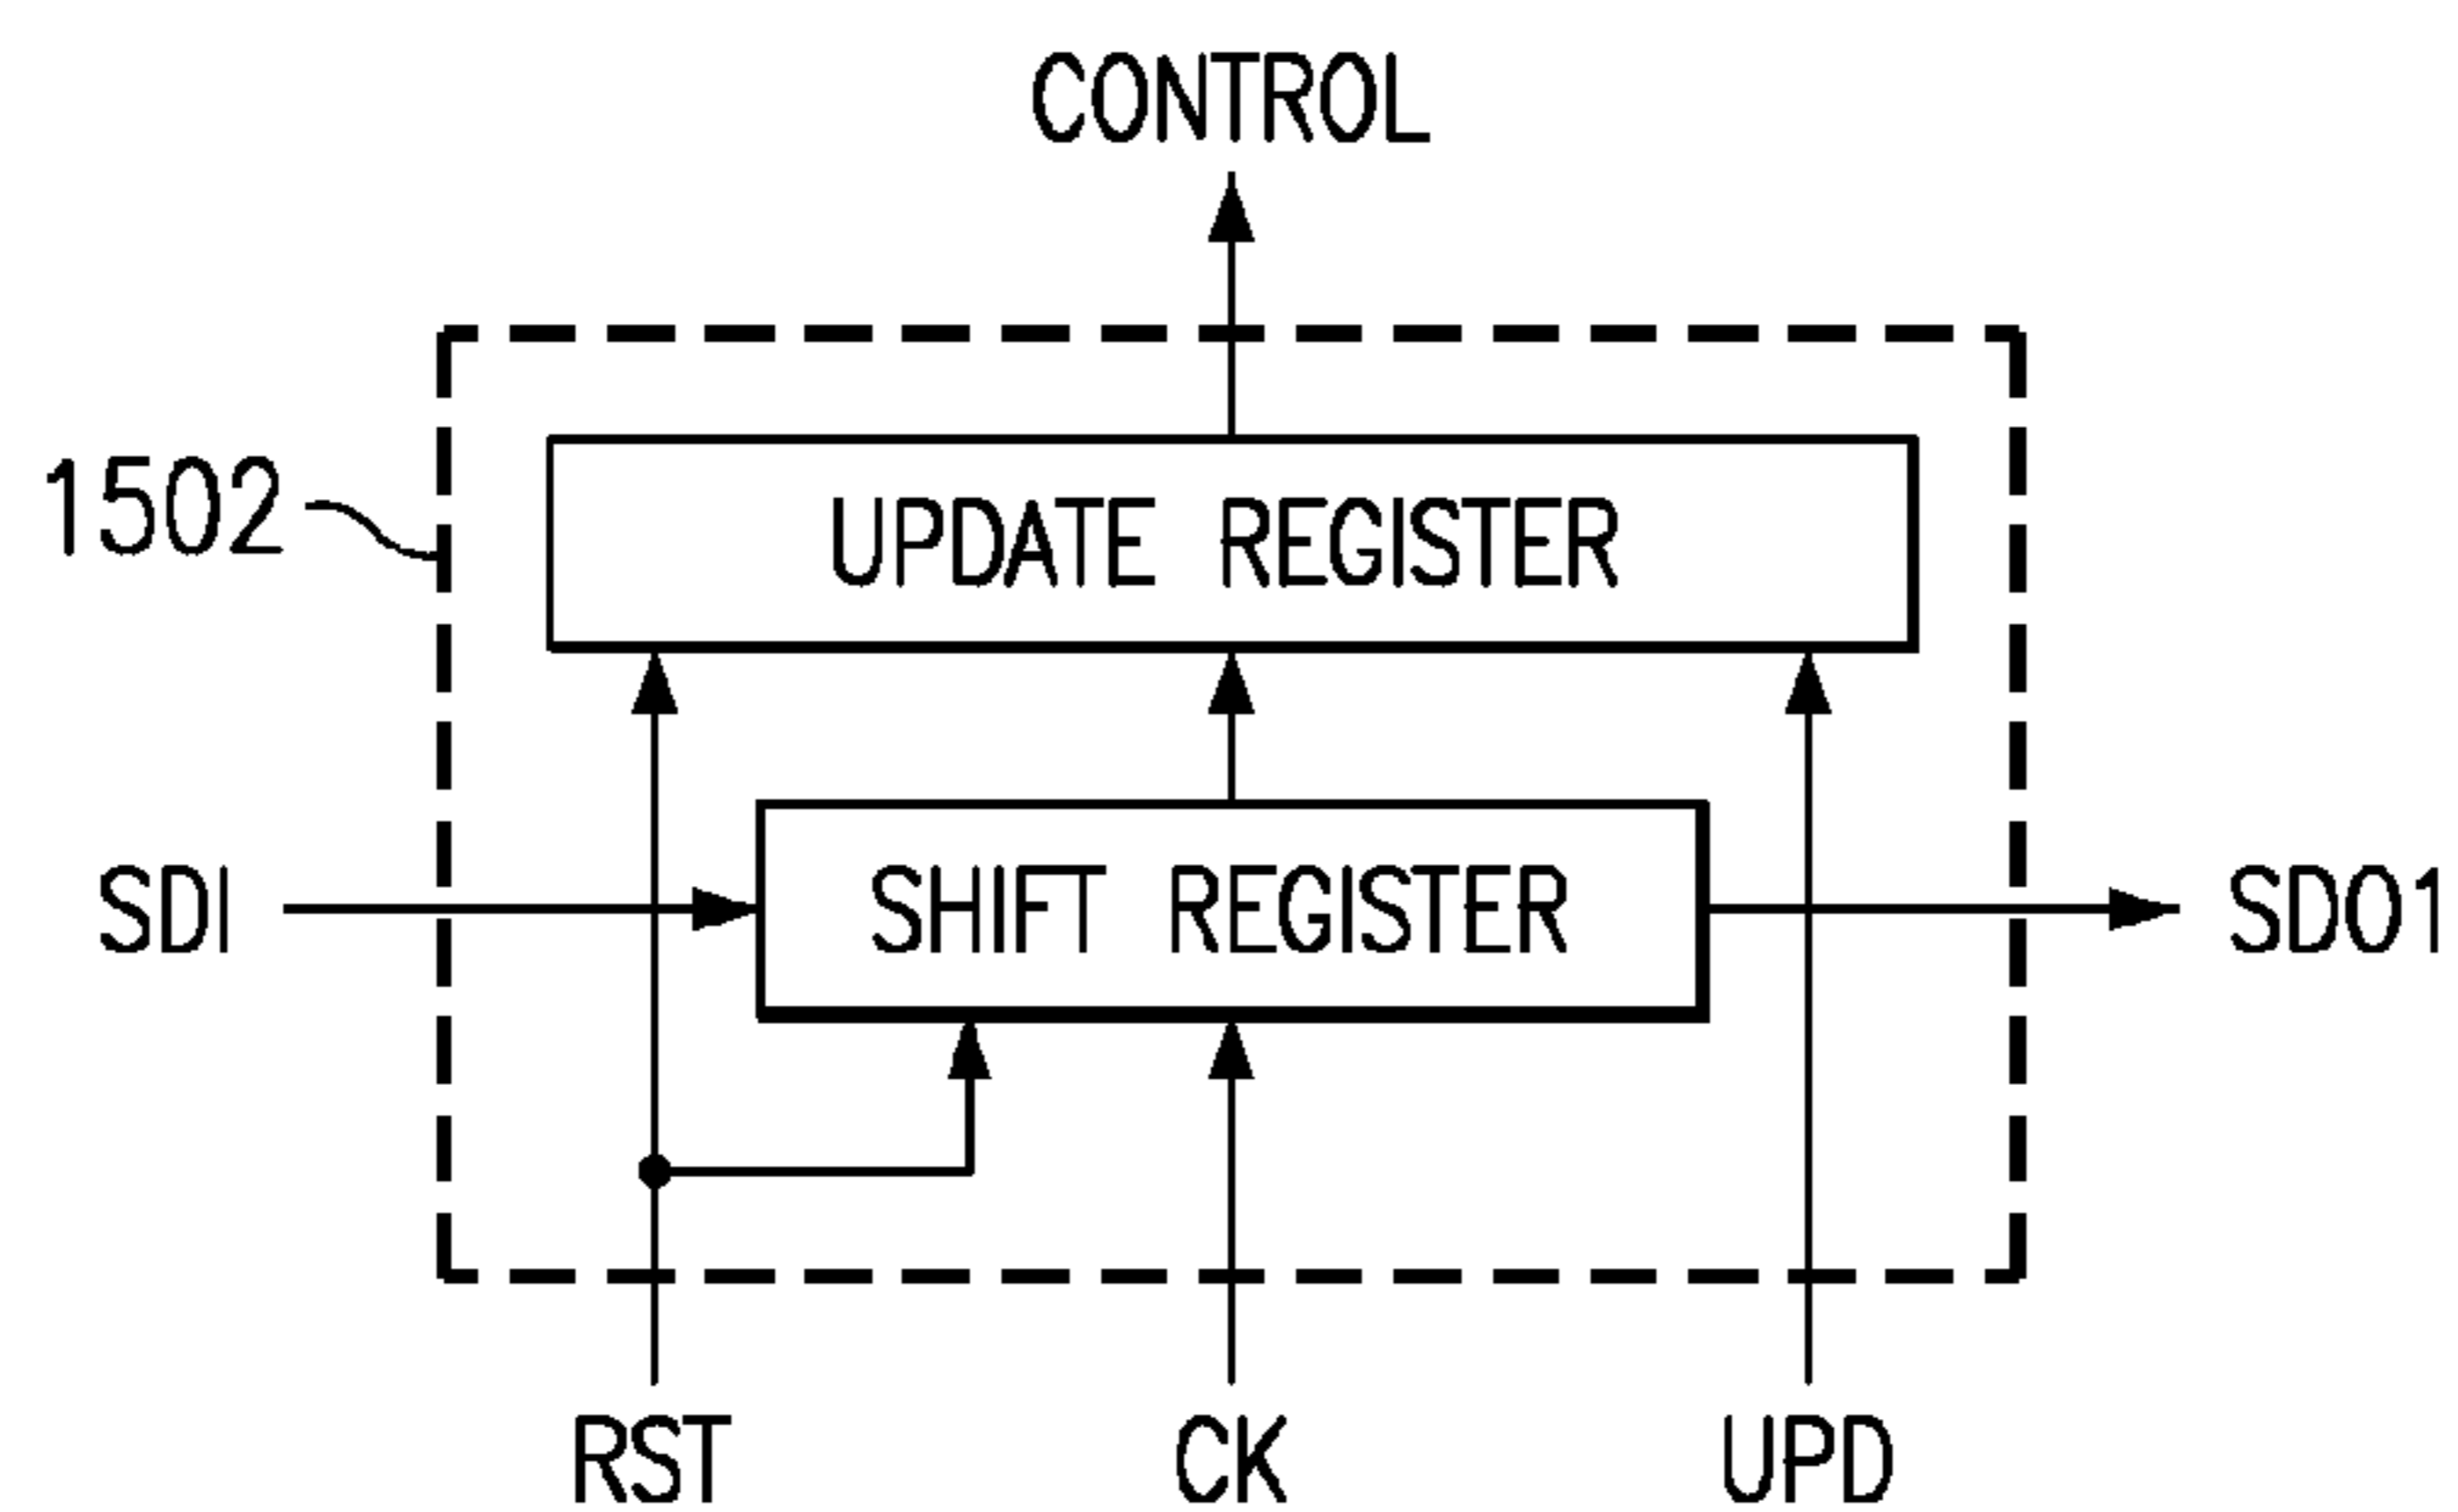 CONTROL
1502
UPDATE REGISTER
SDI
SHIFT REGISTER
SDO1
RST
CK
UPD